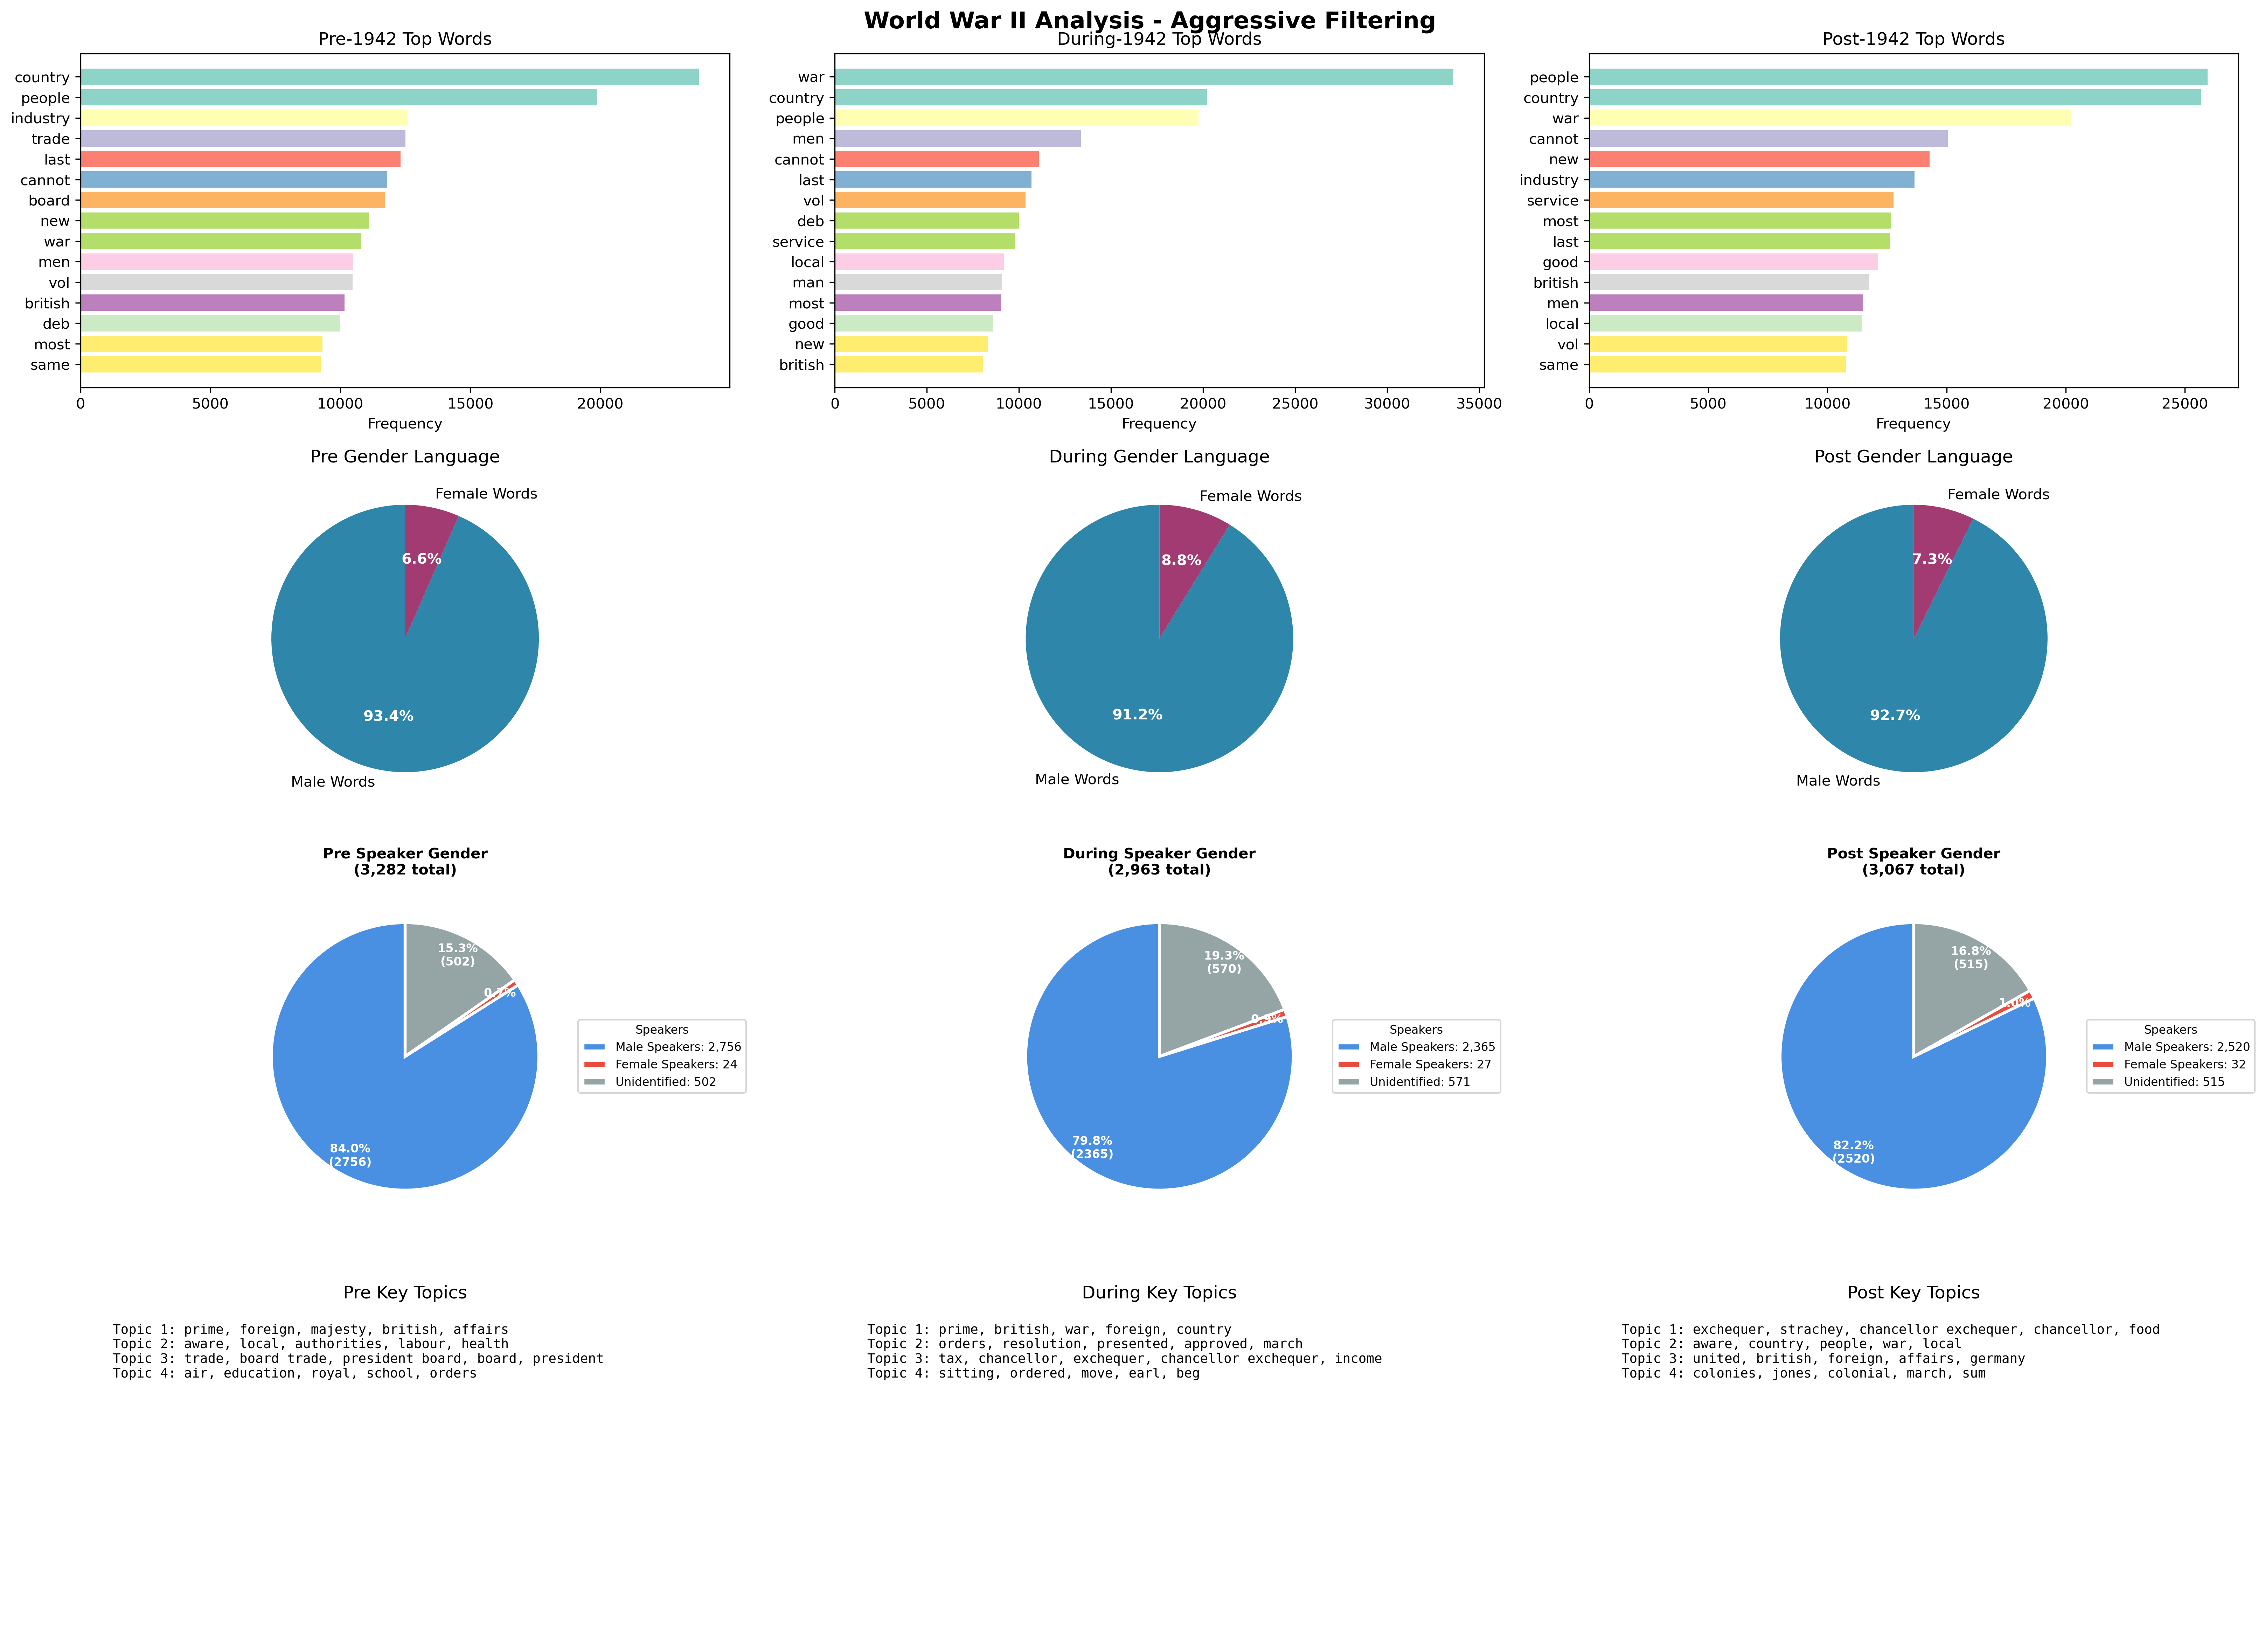 World War II Analysis - Aggressive Filtering
Pre-1942 Top Words
country
people
industry
trade
last
cannot
board
new
war
men
vol
british
deb
most
same
0 5000 10000 15000 20000
Frequency
During-1942 Top Words
war
country
people
men
cannot
last
vol
deb
service
local
man
most
good
new
british
0 5000 10000 15000 20000 25000 30000 35000
Frequency
Post-1942 Top Words
people
country
war
cannot
new
industry
service
most
last
good
british
men
local
vol
same
0 5000 10000 15000 20000 25000
Frequency
Pre Gender Language
Female Words
6.6%
93.4%
Male Words
During Gender Language
Female Words
8.8%
91.2%
Male Words
Post Gender Language
Female Words
7.3%
92.7%
Male Words
Pre Speaker Gender
(3,282 total)
15.3%
(502)
0.7%
84.0%
(2756)
Speakers
Male Speakers: 2,756
Female Speakers: 24
Unidentified: 502
During Speaker Gender
(2,963 total)
19.3%
(570)
0.9%
79.8%
(2365)
Speakers
Male Speakers: 2,365
Female Speakers: 27
Unidentified: 571
Post Speaker Gender
(3,067 total)
16.8%
(515)
1.0%
82.2%
(2520)
Speakers
Male Speakers: 2,520
Female Speakers: 32
Unidentified: 515
Pre Key Topics
Topic 1: prime, foreign, majesty, british, affairs
Topic 2: aware, local, authorities, labour, health
Topic 3: trade, board trade, president board, board, president
Topic 4: air, education, royal, school, orders
During Key Topics
Topic 1: prime, british, war, foreign, country
Topic 2: orders, resolution, presented, approved, march
Topic 3: tax, chancellor, exchequer, chancellor exchequer, income
Topic 4: sitting, ordered, move, earl, beg
Post Key Topics
Topic 1: exchequer, strachey, chancellor exchequer, chancellor, food
Topic 2: aware, country, people, war, local
Topic 3: united, british, foreign, affairs, germany
Topic 4: colonies, jones, colonial, march, sum